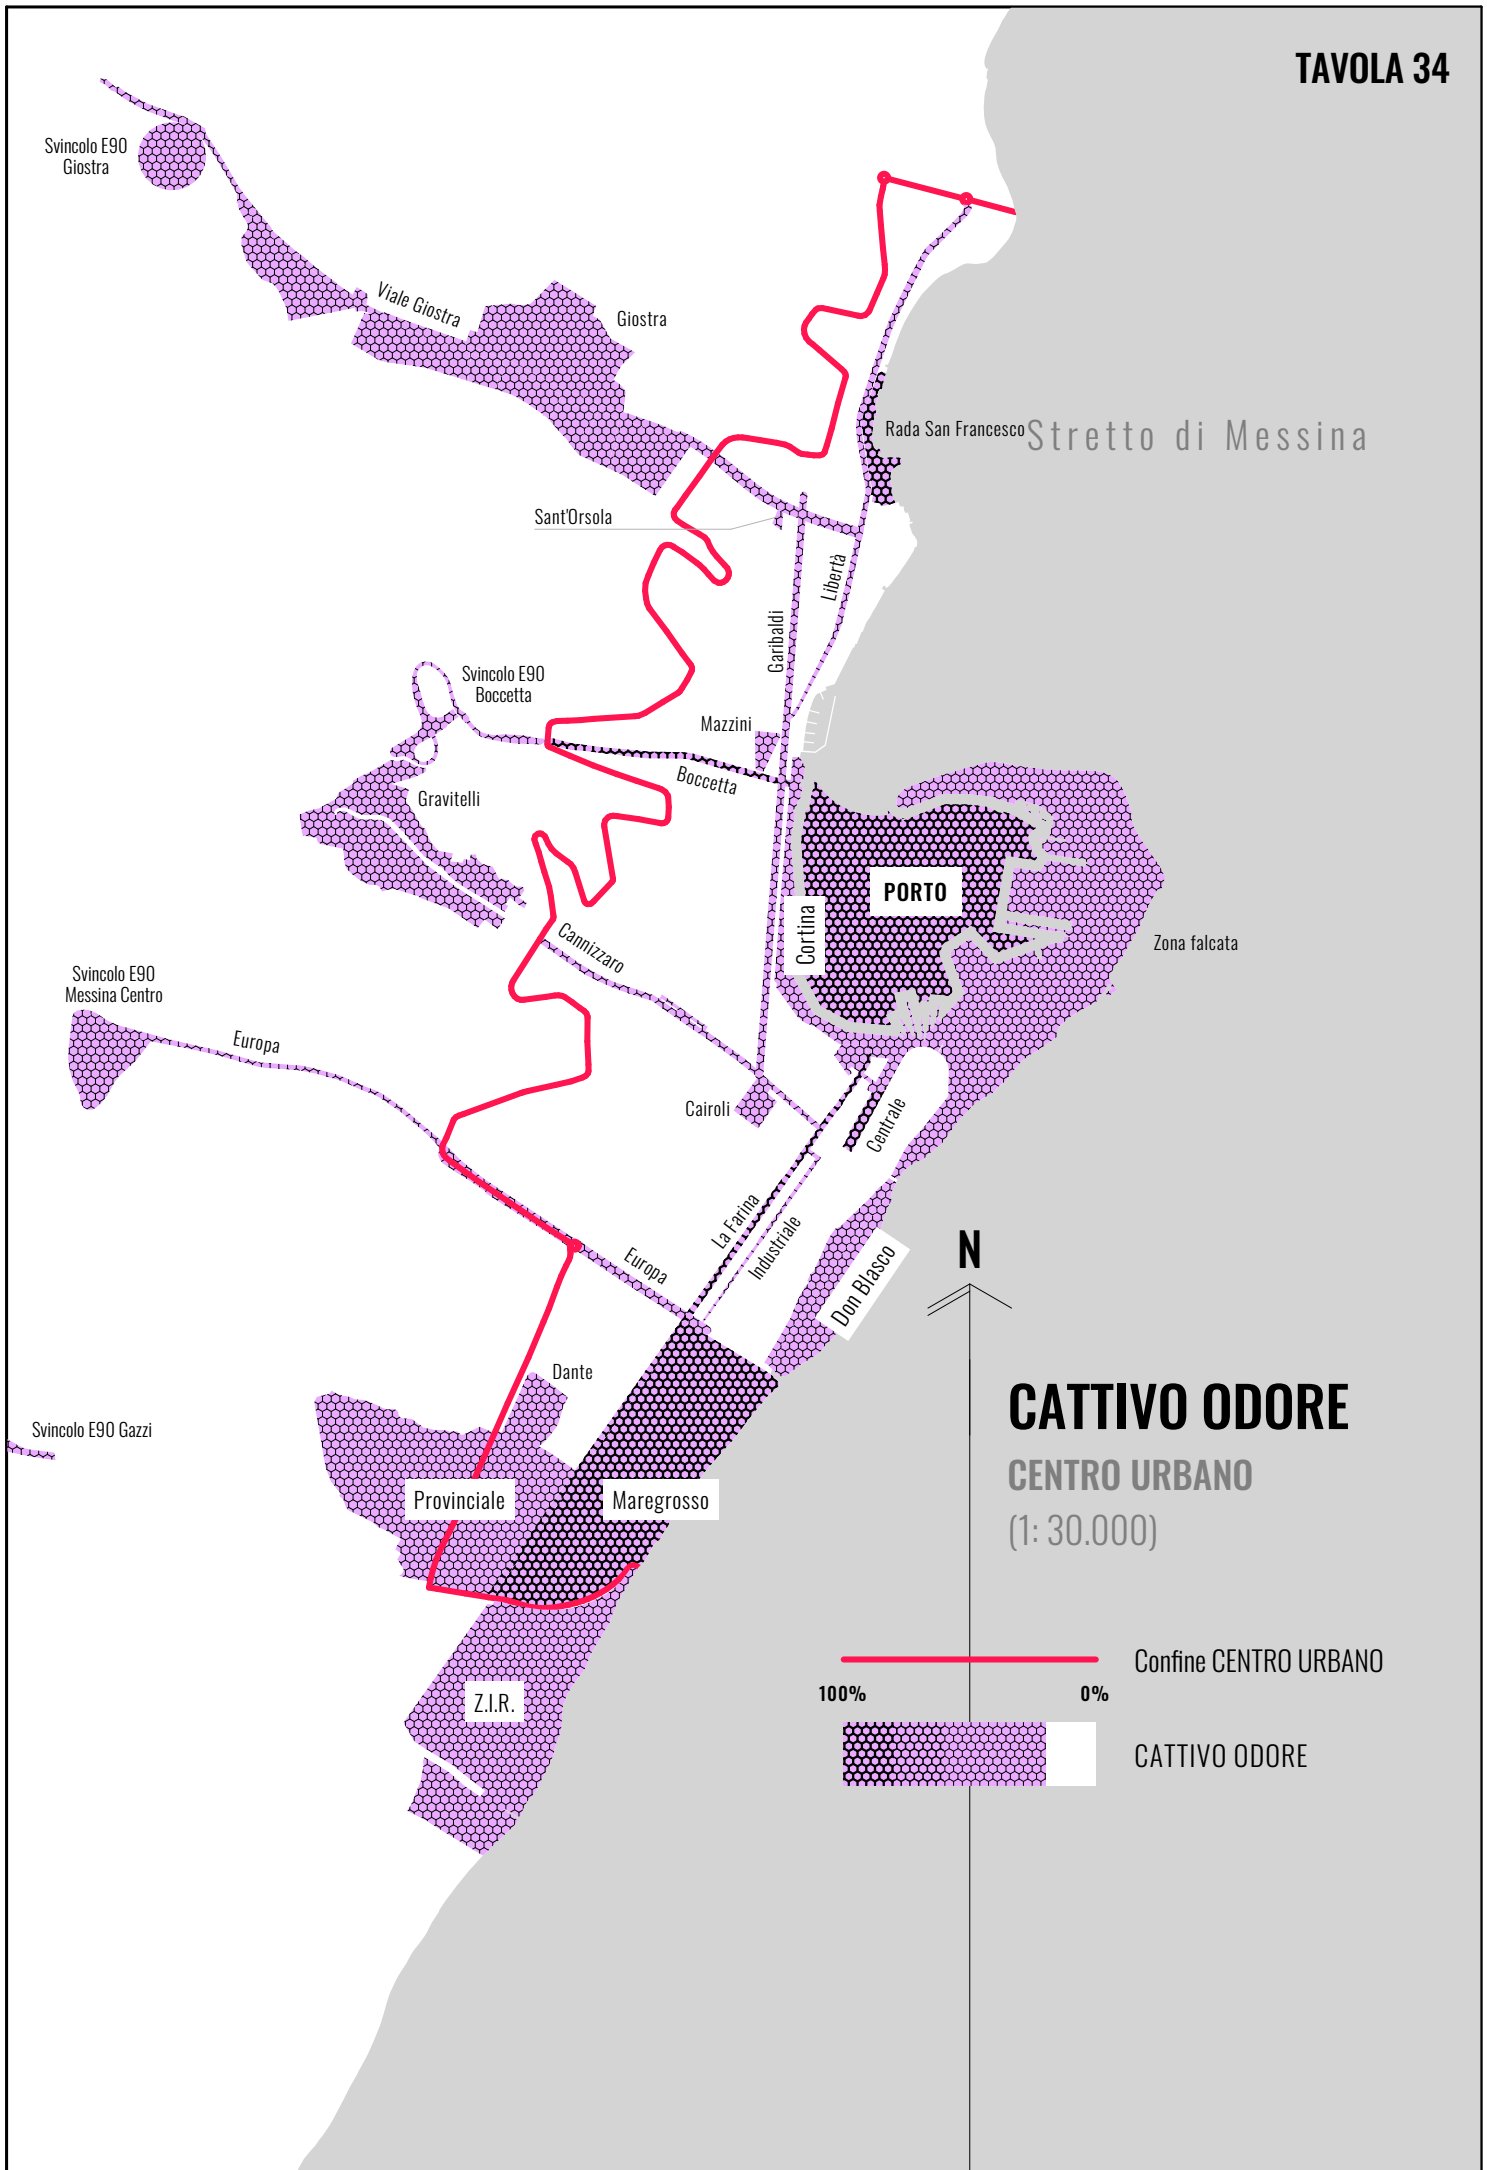 TAVOLA 34
Svincolo E90
Giostra
Viale Giostra
Giostra
Rada San Francesco
Stretto di Messina
Sant'Orsola
Libertà
Garibaldi
Svincolo E90
Boccetta
Mazzini
Boccetta
Gravitelli
PORTO
Cortina
Cannizzaro
Zona falcata
Svincolo E90
Messina Centro
Europa
Cairoli
Centrale
La Farina
Industriale
Europa
Don Blasco
N
Dante
Svincolo E90 Gazzi
Provinciale
Maregrosso
CATTIVO ODORE
CENTRO URBANO
(1: 30.000)
Confine CENTRO URBANO
100%
0%
Z.I.R.
CATTIVO ODORE